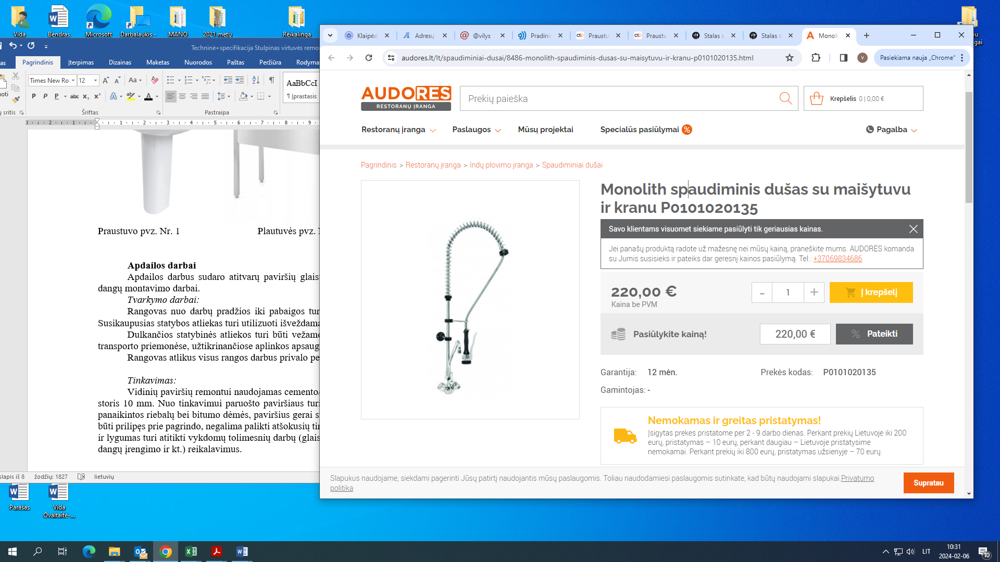 Vida
Bendras
Microsoft
Darbalaukis -
MANO
2021 metų
Reikalinga
Techninė+specifikacija Stulpinas virtuvės remo
Pagrindinis
Įterpimas
Dizainas
Maketas
Nuorodos
Paštas
Peržiūra
Rodyma
Times New Ro
12
AaBbCcI
¶ Įprastasis
Šriftas
Pastraipa
Praustuvo pvz. Nr. 1
Plautuvės pvz.
Apdailos darbai
Apdailos darbus sudaro atitvarų paviršių glais
dangų montavimo darbai.
Tvarkymo darbai:
Rangovas nuo darbų pradžios iki pabaigos tur
Susikaupusias statybos atliekas turi utilizuoti išveždama
Dulkančios statybinės atliekos turi būti vežamo
transporto priemonėse, užtikrinančiose aplinkos apsaug
Rangovas atlikus visus rangos darbus privalo pe
Tinkavimas:
Vidinių paviršių remontui naudojamas cemento/
storis 10 mm. Nuo tinkavimui paruošto paviršiaus turi
panaikintos riebalų bei bitumo dėmės, paviršius gerai s
būti prilipęs prie pagrindo, negalima palikti atšokusių tin
ir lygumas turi atitikti vykdomų tolimesnių darbų (glais
dangų įrengimo ir kt.) reikalavimus.
slapis iš 8
žodžių: 1827
lietuvių
Parašas
Vida
Ovaltaitė-...
Klaipėd
Adresų
@vilys
Pradinis
Praustu
Praustu
Stalas s
Stalas s
Monolit
audores.lt/lt/spaudiminiai-dusai/8486-monolith-spaudiminis-dusas-su-maisytuvu-ir-kranu-p0101020135.html
Pasiekiama nauja „Chrome“
AUDORES
RESTORANŲ ĮRANGA
Prekių paieška
Krepšelis 0 | 0,00 €
Restoranų įranga
Paslaugos
Mūsų projektai
Specialūs pasiūlymai %
Pagalba
Pagrindinis > Restoranų įranga > Indų plovimo įranga > Spaudiminiai dušai
Monolith spaudiminis dušas su maišytuvu
ir kranu P0101020135
Savo klientams visuomet siekiame pasiūlyti tik geriausias kainas.
Jei panašų produktą radote už mažesnę nei mūsų kainą, praneškite mums. AUDORES komanda
su Jumis susisieks ir pateiks dar geresnį kainos pasiūlymą. Tel.: +37069834686
220,00 €
Kaina be PVM
- 1 +
Į krepšelį
Pasiūlykite kainą!
220,00 €
% Pateikti
Garantija: 12 mėn.
Prekės kodas: P0101020135
Gamintojas: -
Nemokamas ir greitas pristatymas!
Įsigytas prekes pristatome per 2 - 9 darbo dienas. Perkant prekių Lietuvoje iki 200
eurų, pristatymas – 10 eurų, perkant daugiau – Lietuvoje pristatysime
nemokamai. Perkant prekių iki 800 eurų, pristatymas užsienyje – 70 eurų.
Slapukus naudojame, siekdami pagerinti Jūsų patirtį naudojantis mūsų paslaugomis. Toliau naudodamiesi paslaugomis sutinkate, kad būtų naudojami slapukai.Privatumo
politika
Supratau
LIT
10:31
2024-02-06
10